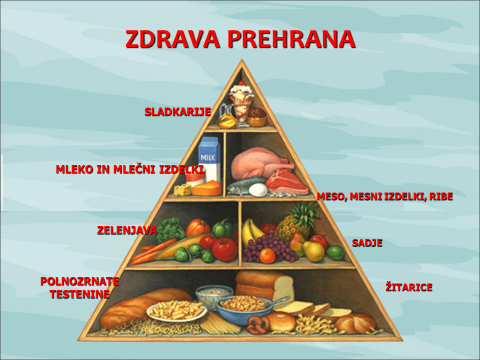 ZDRAVA PREHRANA
SLADKARIJE
MILK
MLEKO IN MLEČNI IZDELKI
MESO, MESNI IZDELKI, RIBE
ZELENJAVA
SADJE
POLNOZRNATE
TESTENINE
ŽITARICE